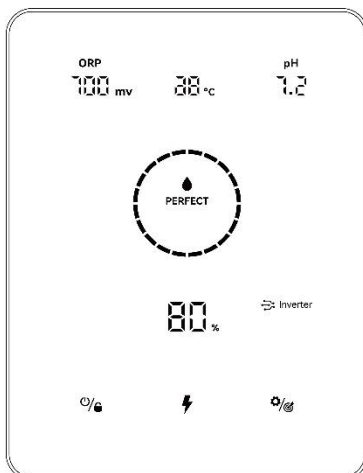 ORP pH
700 mv 28 °C 7.2
PERFECT
80 % Inverter
/ /